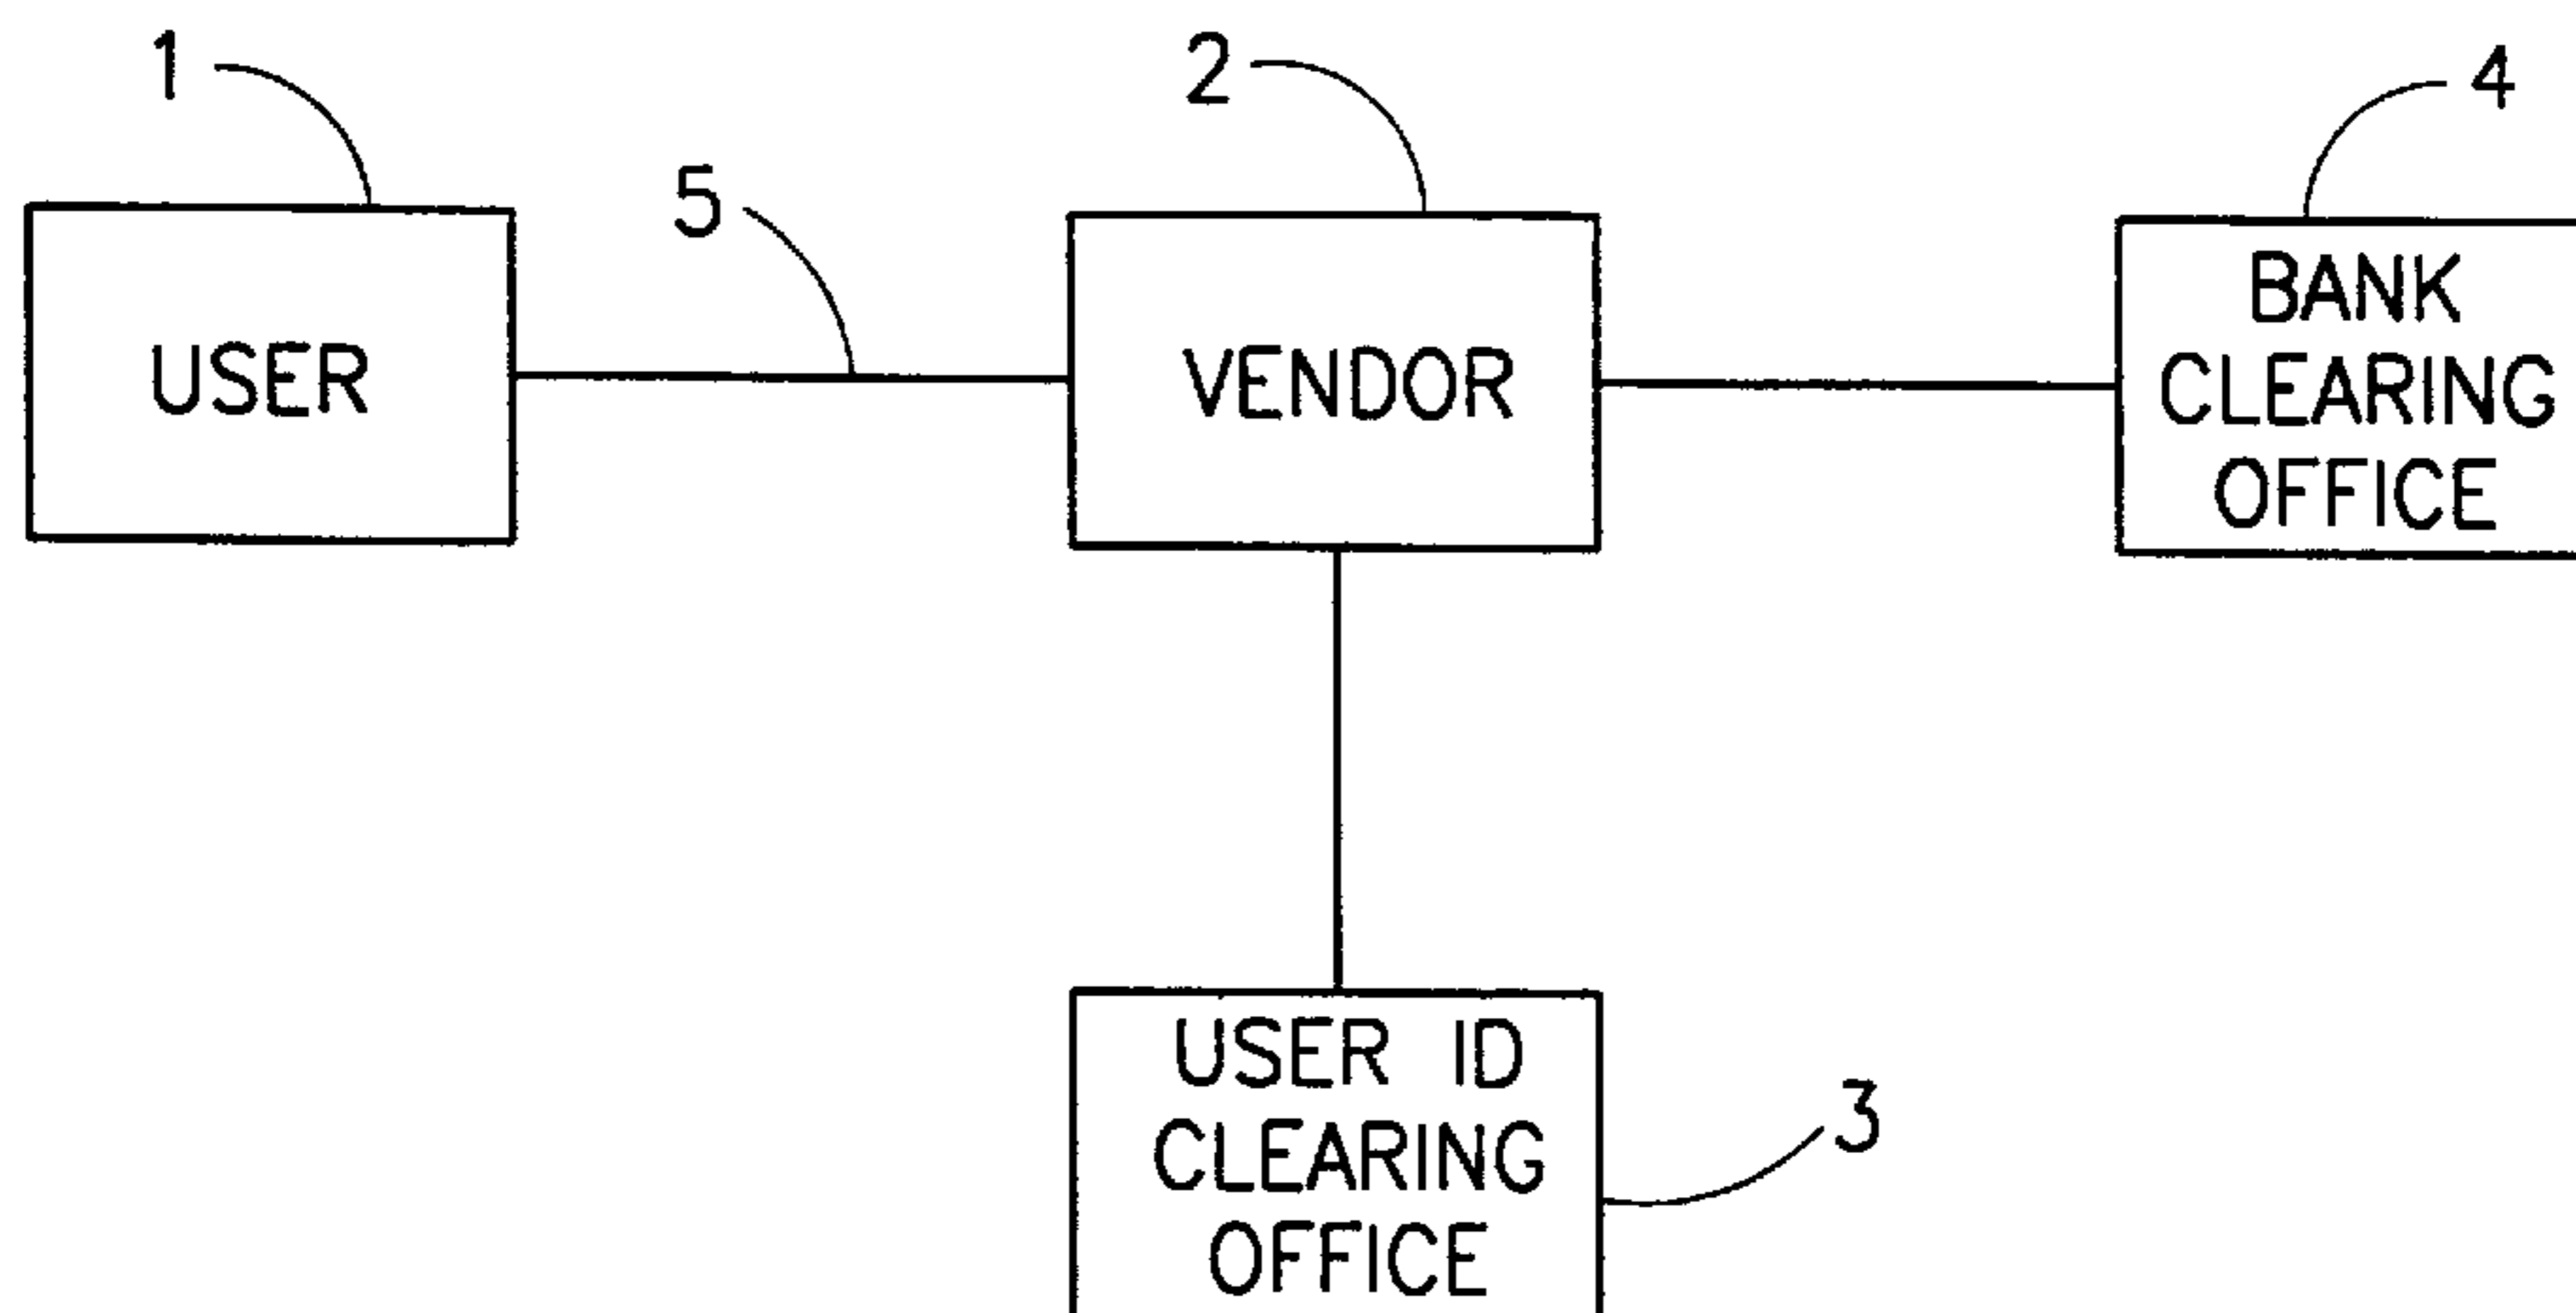 1
2
4
5
USER
VENDOR
BANK
CLEARING
OFFICE
USER ID
CLEARING
OFFICE
3